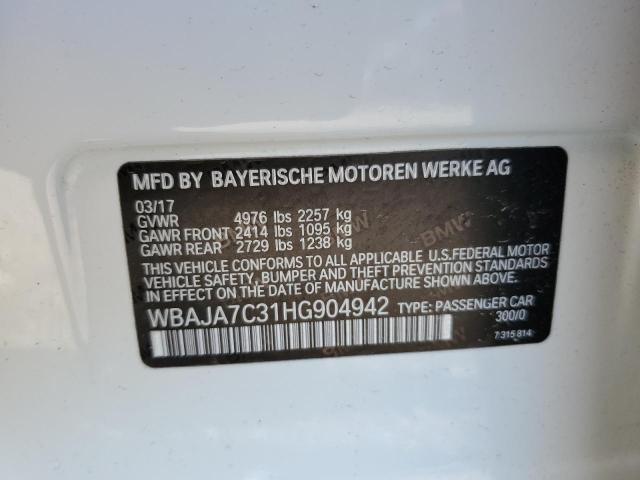 MFD BY BAYERISCHE MOTOREN WERKE AG
03/17
GVWR 4976 lbs 2257 kg
GAWR FRONT 2414 lbs 1095 kg
GAWR REAR 2729 lbs 1238 kg
THIS VEHICLE CONFORMS TO ALL APPLICABLE U.S.FEDERAL MOTOR
VEHICLE SAFETY, BUMPER AND THEFT PREVENTION
STANDARDS IN EFFECT ON THE DATE OF MANUFACTURE SHOWN ABOVE.
WBAJA7C31HG904942 TYPE: PASSENGER CAR
300/0
7 315 814